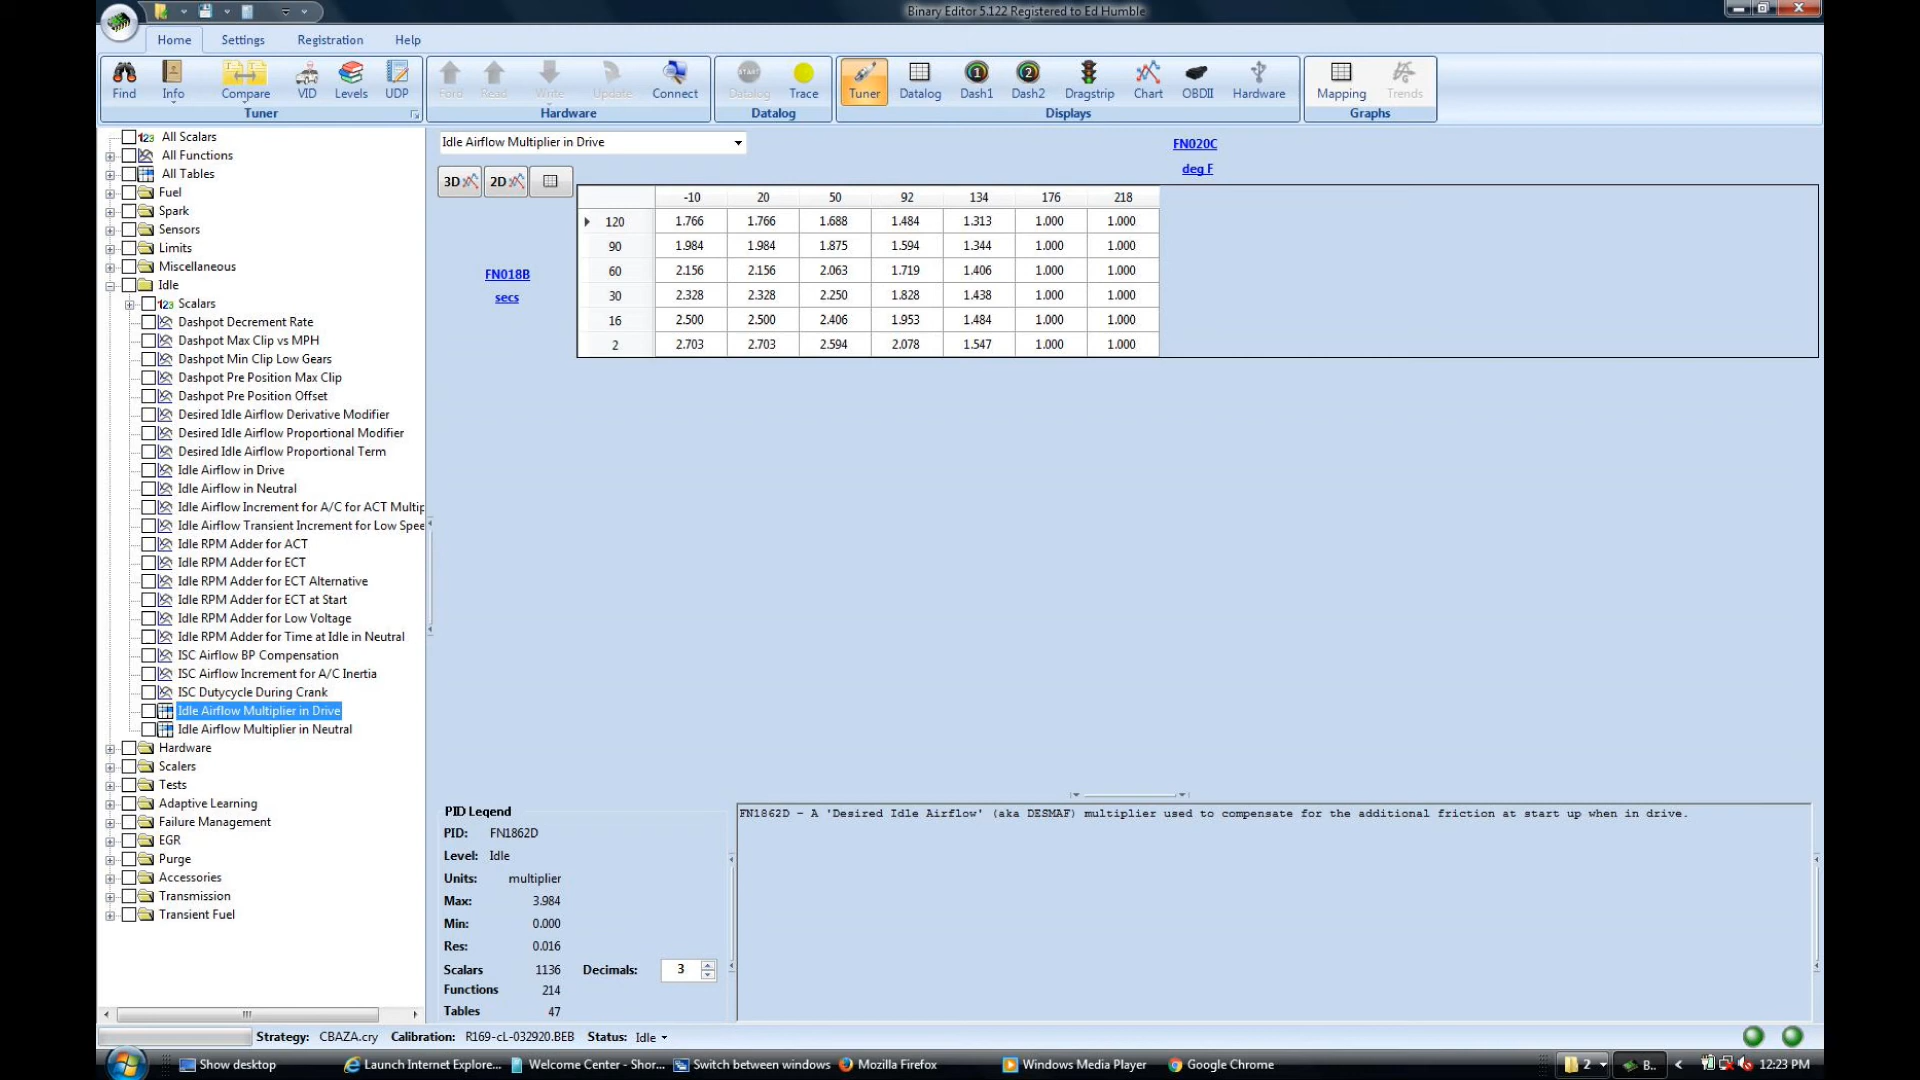 Binary Editor 5.122 Registered to Ed Humble
Home Settings Registration Help
Find Info Compare VID Levels UDP Ford Read Write Update Connect START Datalog Trace Tuner Datalog Dash1 Dash2 Dragstrip Chart OBDII Hardware Mapping Trends
Tuner Hardware Datalog Displays Graphs
All Scalars
All Functions
All Tables
Fuel
Spark
Sensors
Limits
Miscellaneous
Idle
Scalars
Dashpot Decrement Rate
Dashpot Max Clip vs MPH
Dashpot Min Clip Low Gears
Dashpot Pre Position Max Clip
Dashpot Pre Position Offset
Desired Idle Airflow Derivative Modifier
Desired Idle Airflow Proportional Modifier
Desired Idle Airflow Proportional Term
Idle Airflow in Drive
Idle Airflow in Neutral
Idle Airflow Increment for A/C for ACT Multip
Idle Airflow Transient Increment for Low Spee
Idle RPM Adder for ACT
Idle RPM Adder for ECT
Idle RPM Adder for ECT Alternative
Idle RPM Adder for ECT at Start
Idle RPM Adder for Low Voltage
Idle RPM Adder for Time at Idle in Neutral
ISC Airflow BP Compensation
ISC Airflow Increment for A/C Inertia
ISC Dutycycle During Crank
Idle Airflow Multiplier in Drive
Idle Airflow Multiplier in Neutral
Hardware
Scalers
Tests
Adaptive Learning
Failure Management
EGR
Purge
Accessories
Transmission
Transient Fuel
Idle Airflow Multiplier in Drive
FN020C
deg F
3D 2D
-10 20 50 92 134 176 218
120 1.766 1.766 1.688 1.484 1.313 1.000 1.000
90 1.984 1.984 1.875 1.594 1.344 1.000 1.000
60 2.156 2.156 2.063 1.719 1.406 1.000 1.000
30 2.328 2.328 2.250 1.828 1.438 1.000 1.000
16 2.500 2.500 2.406 1.953 1.484 1.000 1.000
2 2.703 2.703 2.594 2.078 1.547 1.000 1.000
FN018B
secs
PID Legend
PID: FN1862D
Level: Idle
Units: multiplier
Max: 3.984
Min: 0.000
Res: 0.016
Scalars 1136 Decimals: 3
Functions 214
Tables 47
FN1862D - A 'Desired Idle Airflow' (aka DESMAF) multiplier used to compensate for the additional friction at start up when in drive.
Strategy: CBAZA.cry Calibration: R169-cL-032920.BEB Status: Idle
Show desktop Launch Internet Explore... Welcome Center - Shor... Switch between windows Mozilla Firefox Windows Media Player Google Chrome 2 B.. 12:23 PM